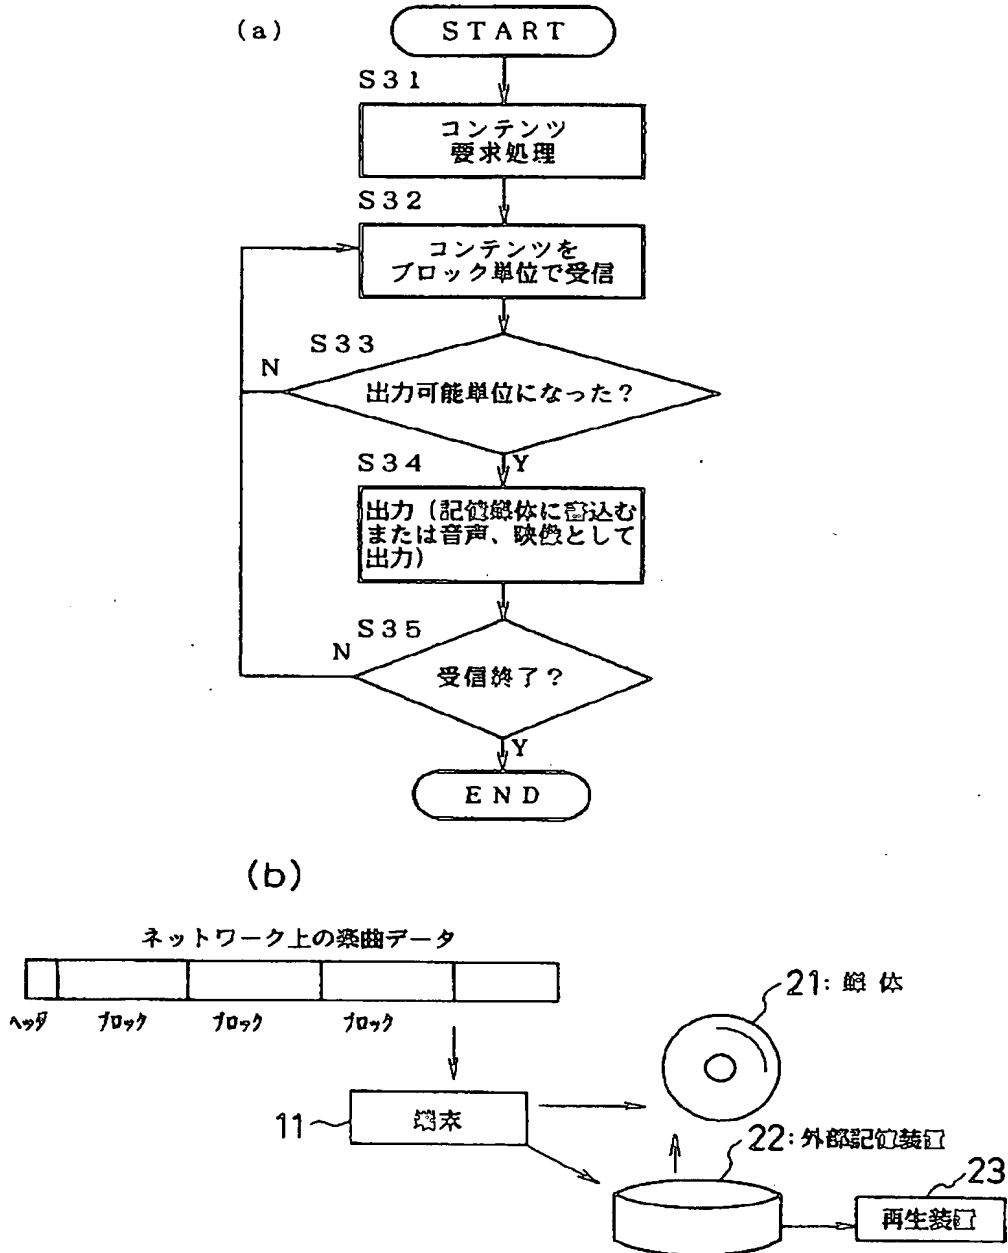 (a)
START
S31
コンテンツ
要求処理
S32
コンテンツを
ブロック単位で受信
S33
N
出力可能単位になった?
Y
S34
出力(記憶媒体に書込む
または音声、映像として
出力)
S35
N
受信終了?
Y
END
(b)
ネットワーク上の楽曲データ
ヘッダ ブロック ブロック ブロック
21:媒体
11
端末
22:外部記憶装置
23
再生装置